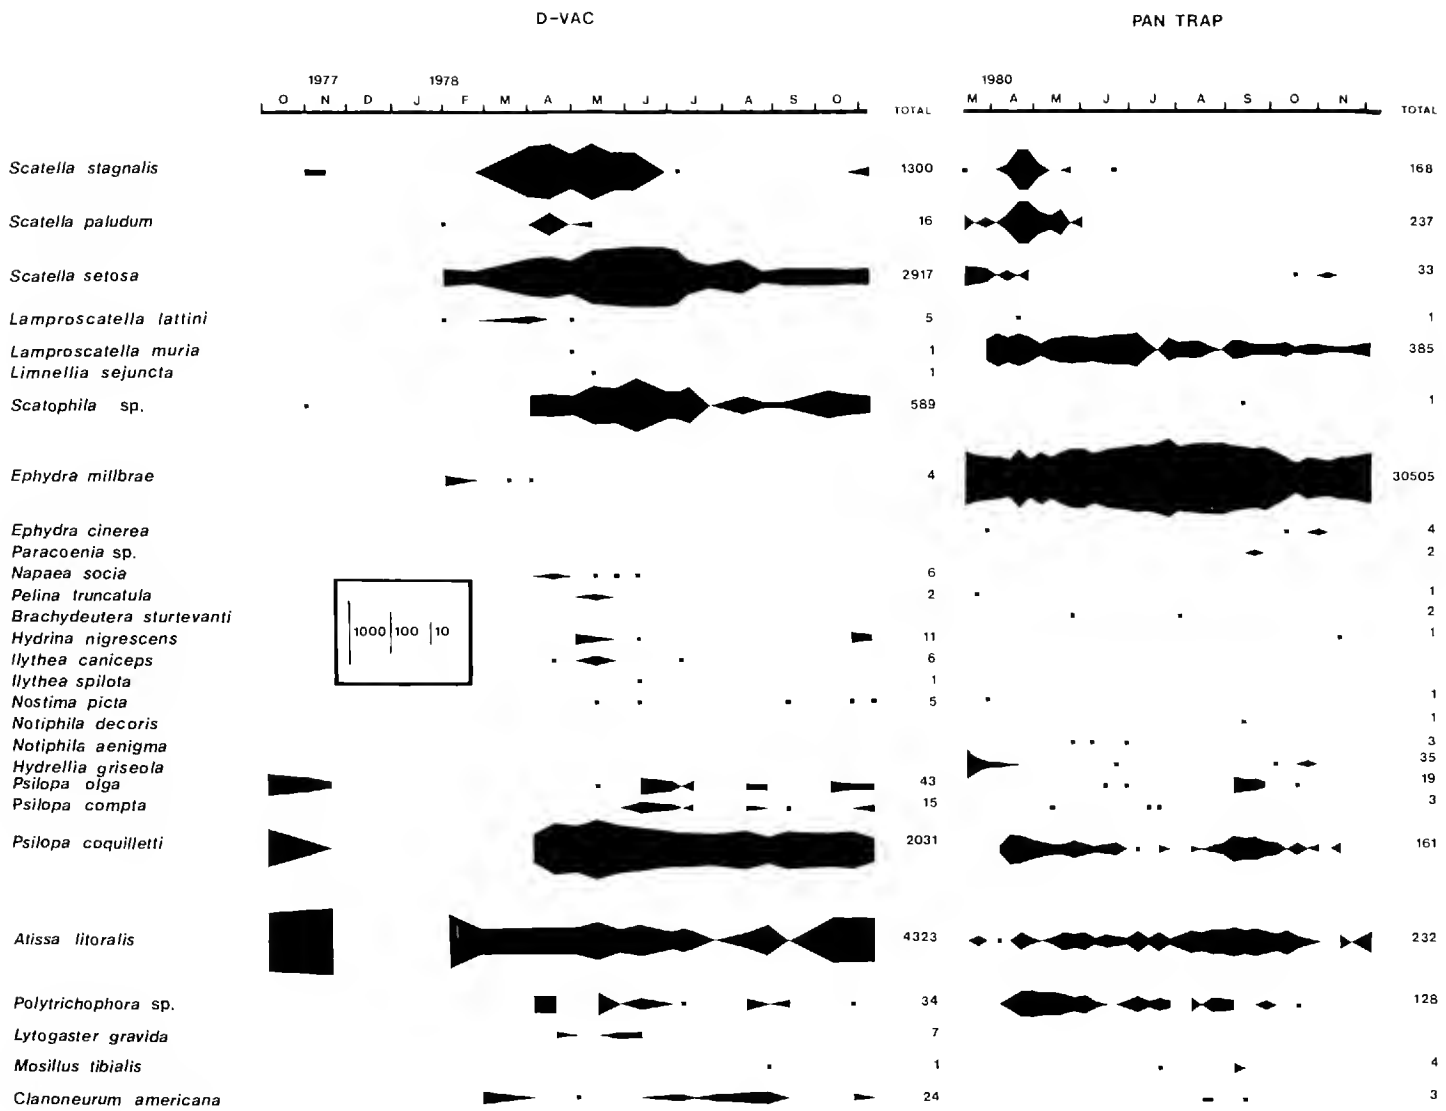 D-VAC PAN TRAP
1977 1978 1980
O N D J F M A M J J A S O TOTAL M A M J J A S O N TOTAL
Scatella stagnalis 1300 168
Scatella paludum 16 237
Scatella setosa 2917 33
Lamproscatella lattini 5 1
Lamproscatella muria 1 385
Limnellia sejuncta 1
Scatophila sp. 589 1
Ephydra millbrae 4 30505
Ephydra cinerea 4
Paracoenia sp. 2
Napaea socia 6
Pelina truncatula 2 1
Brachydeutera sturtevanti 2
1000 100 10
Hydrina nigrescens 11 1
Ilythea caniceps 6
Ilythea spilota 1
Nostima picta 5 1
Notiphila decoris 1
Notiphila aenigma 3
Hydrellia griseola 35
Psilopa olga 43 19
Psilopa compta 15 3
Psilopa coquilletti 2031 161
Atissa litoralis 4323 232
Polytrichophora sp. 34 128
Lytogaster gravida 7
Mosillus tibialis 1 4
Clanoneurum americana 24 3